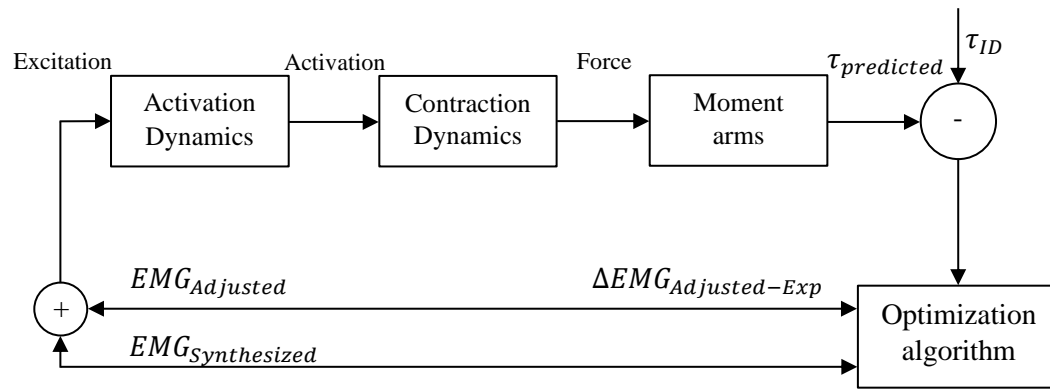 τ_ID
Excitation
Activation
Force
τ_predicted
Activation
Dynamics
Contraction
Dynamics
Moment
arms
-
EMG_Adjusted
ΔEMG_Adjusted−Exp
+
EMG_Synthesized
Optimization
algorithm